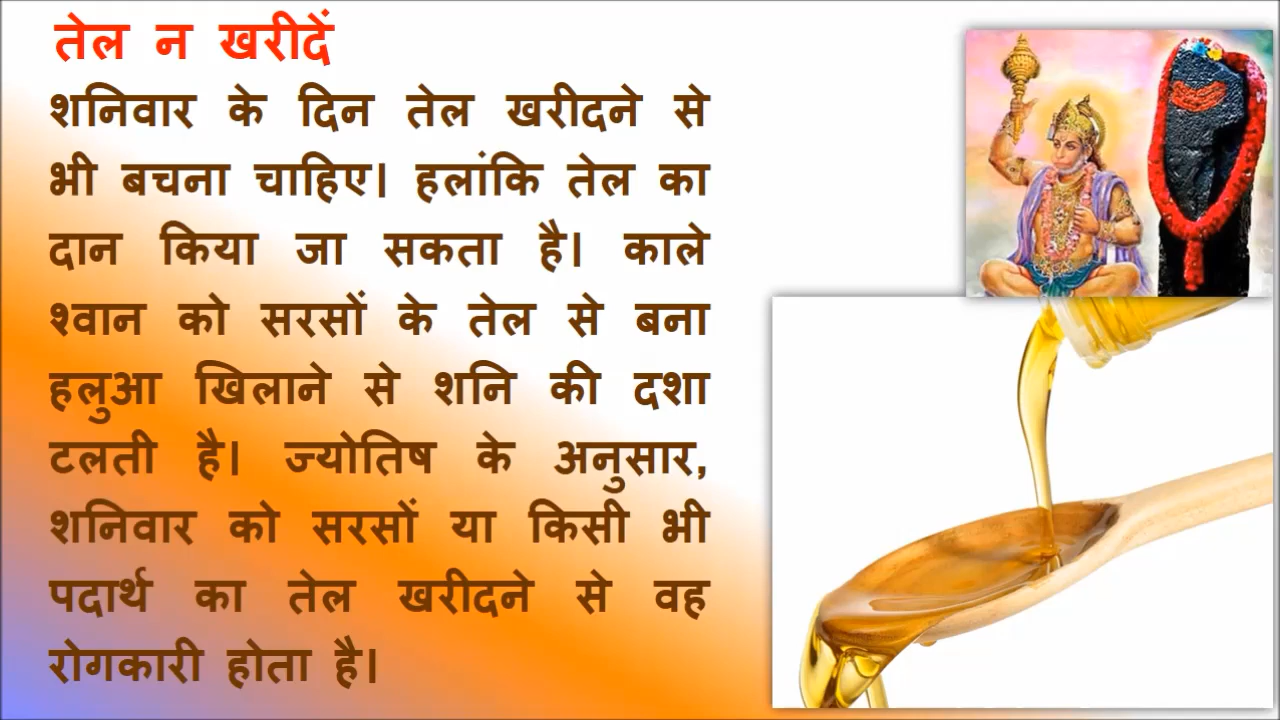 तेल न खरीदें
शनिवार के दिन तेल खरीदने से
भी बचना चाहिए। हलांकि तेल का
दान किया जा सकता है। काले
श्वान को सरसों के तेल से बना
हलुआ खिलाने से शनि की दशा
टलती है। ज्योतिष के अनुसार,
शनिवार को सरसों या किसी भी
पदार्थ का तेल खरीदने से वह
रोगकारी होता है।